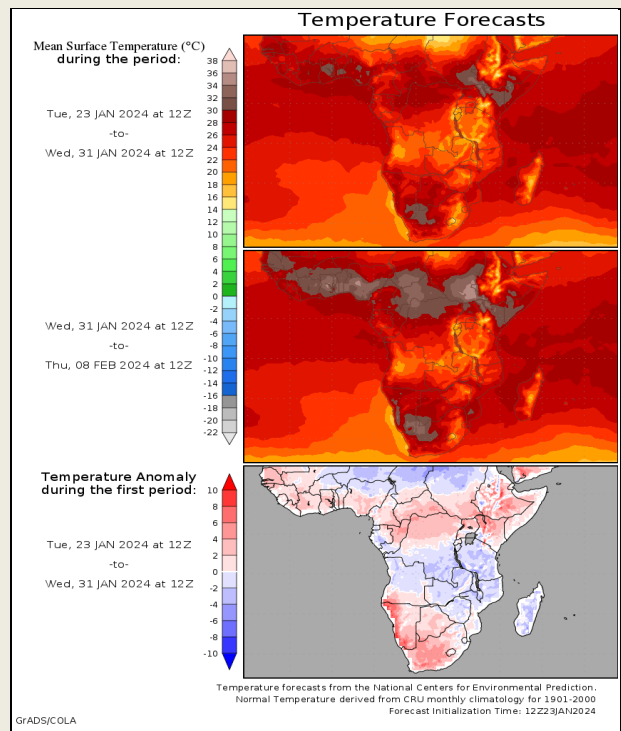 Temperature Forecasts
Mean Surface Temperature (°C)
during the period:
Tue, 23 JAN 2024 at 12Z
-to-
Wed, 31 JAN 2024 at 12Z
38
36
34
32
30
28
26
24
22
20
18
16
14
12
10
8
6
4
2
0
-2
-4
-6
-8
-10
-12
-14
-16
-18
-20
-22
Wed, 31 JAN 2024 at 12Z
-to-
Thu, 08 FEB 2024 at 12Z
Temperature Anomaly
during the first period:
Tue, 23 JAN 2024 at 12Z
-to-
Wed, 31 JAN 2024 at 12Z
10
8
6
4
2
0
-2
-4
-6
-8
-10
Temperature forecasts from the National Centers for Environmental Prediction.
Normal Temperature derived from CRU monthly climatology for 1901-2000
Forecast Initialization Time: 12Z23JAN2024
GrADS/COLA